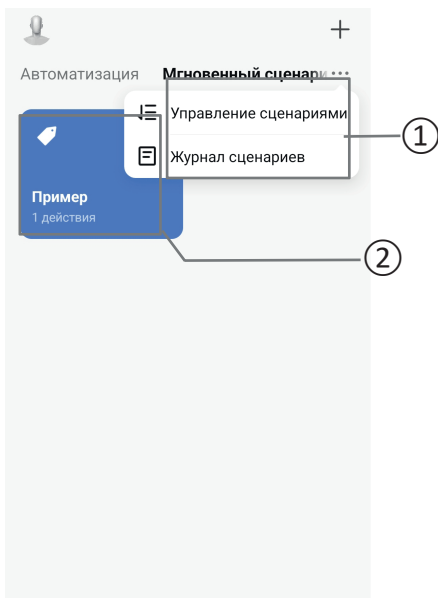 Автоматизация Мгновенный сценари ...
Управление сценариями
1
Журнал сценариев
Пример
1 действия
2